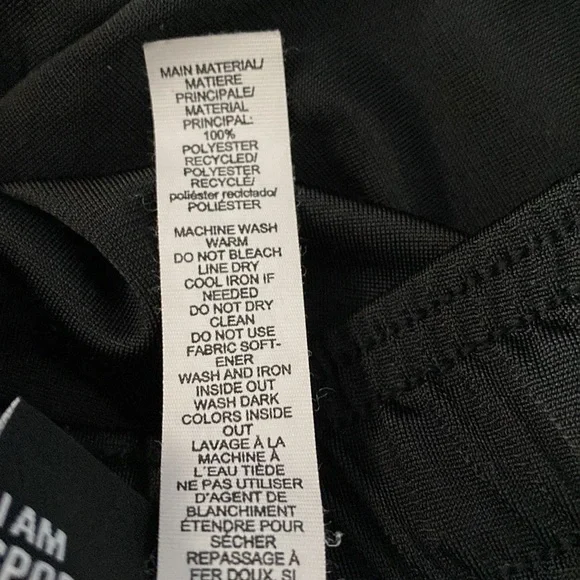 MAIN MATERIAL/
MATIERE
PRINCIPALE/
MATERIAL
PRINCIPAL:
100%
POLYESTER
RECYCLED/
POLYESTER
RECYCLÉ/
poliéster reciclado/
POLIÉSTER
MACHINE WASH
WARM
DO NOT BLEACH
LINE DRY
COOL IRON IF
NEEDED
DO NOT DRY
CLEAN
DO NOT USE
FABRIC SOFT-
ENER
WASH AND IRON
INSIDE OUT
WASH DARK
COLORS INSIDE
OUT
LAVAGE À LA
MACHINE À
L'EAU TIÈDE
NE PAS UTILISER
D'AGENT DE
BLANCHIMENT
ÉTENDRE POUR
SÉCHER
REPASSAGE À
FER DOUX, SI
I AM